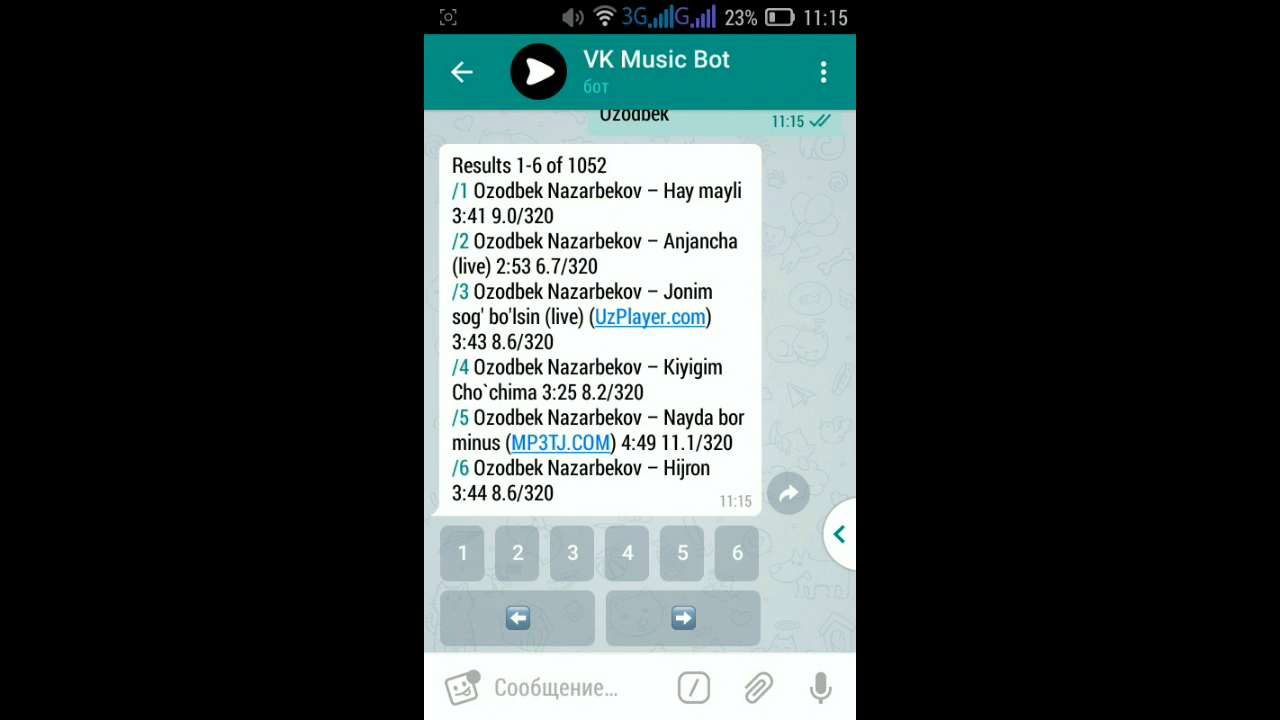 3G G 23% 11:15
VK Music Bot
бот
Ozodbek
11:15
Results 1-6 of 1052
/1 Ozodbek Nazarbekov – Hay mayli
3:41 9.0/320
/2 Ozodbek Nazarbekov – Anjancha
(live) 2:53 6.7/320
/3 Ozodbek Nazarbekov – Jonim
sog' bo'lsin (live) (UzPlayer.com)
3:43 8.6/320
/4 Ozodbek Nazarbekov – Kiyigim
Cho`chima 3:25 8.2/320
/5 Ozodbek Nazarbekov – Nayda bor
minus (MP3TJ.COM) 4:49 11.1/320
/6 Ozodbek Nazarbekov – Hijron
3:44 8.6/320
11:15
1 2 3 4 5 6
Сообщение...